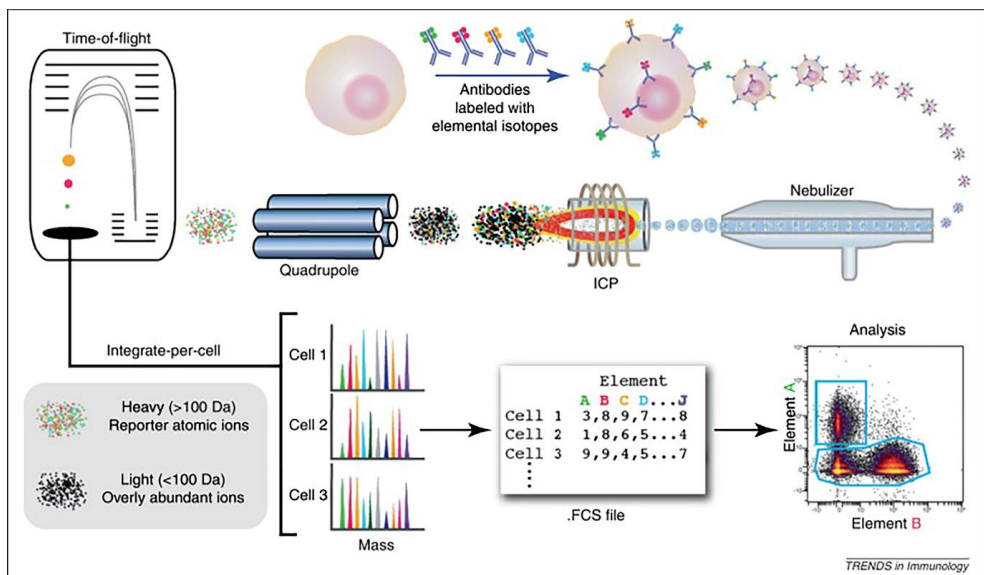 Time-of-flight
Antibodies
labeled with
elemental isotopes
Nebulizer
Quadrupole
ICP
Integrate-per-cell
Heavy (>100 Da)
Reporter atomic ions
Light (<100 Da)
Overly abundant ions
Cell 1
Cell 2
Cell 3
Mass
Element
A B C D...J
Cell 1 3,8,9,7...8
Cell 2 1,8,6,5...4
Cell 3 9,9,4,5...7
.FCS file
Analysis
Element A
Element B
TRENDS in Immunology